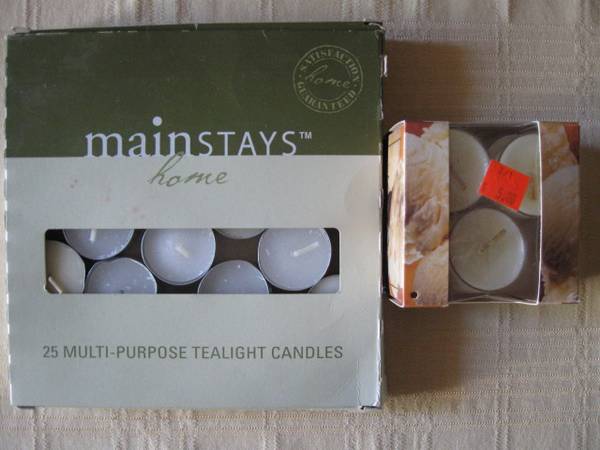 SATISFACTION
home
GUARANTEED
mainSTAYS™
home
25 MULTI-PURPOSE TEALIGHT CANDLES